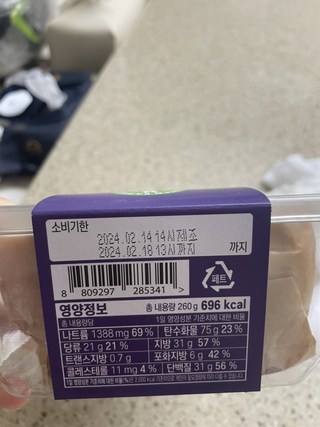 소비기한
2024.02.14 14시제조
2024.02.18 13시까지
까지
8 809297 285341 >
페트
영양정보 총 내용량 260g 696 kcal
총 내용량당 1일 영양성분 기준치에 대한 비율
나트륨 1388mg 69% 탄수화물 75g 23%
당류 21g 21% 지방 31g 57%
트랜스지방 0.7g 포화지방 6g 42%
콜레스테롤 11mg 4% 단백질 31g 56%